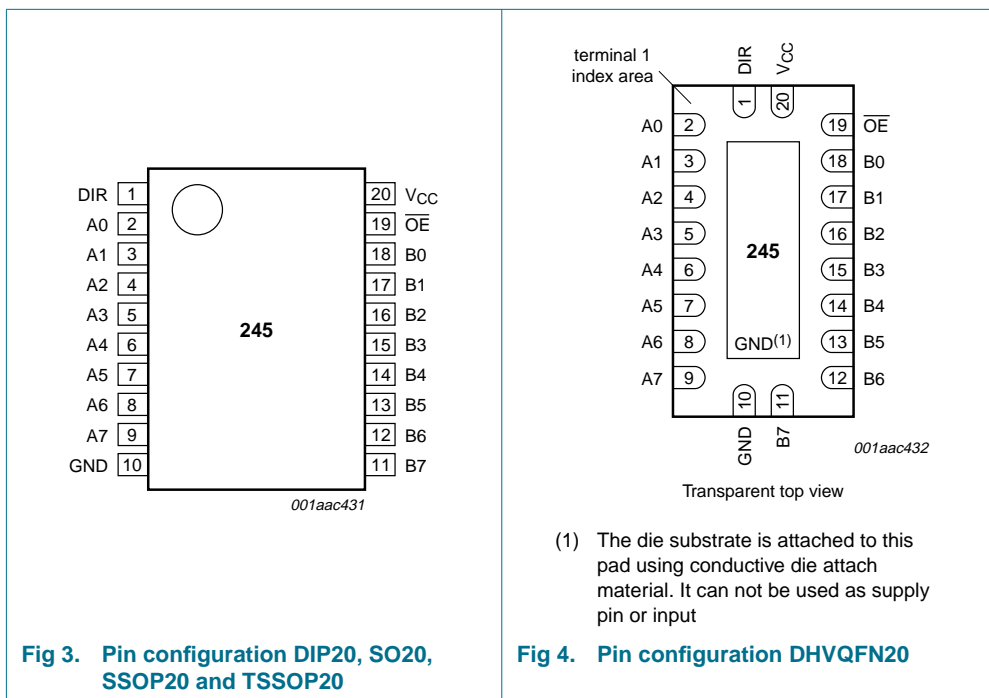 DIR 1
A0 2
A1 3
A2 4
A3 5
A4 6
A5 7
A6 8
A7 9
GND 10
245
20 VCC
19 OE
18 B0
17 B1
16 B2
15 B3
14 B4
13 B5
12 B6
11 B7
001aac431
Fig 3. Pin configuration DIP20, SO20,
SSOP20 and TSSOP20
terminal 1
index area
DIR
VCC
1
20
A0 2
A1 3
A2 4
A3 5
A4 6
A5 7
A6 8
A7 9
245
GND(1)
19 OE
18 B0
17 B1
16 B2
15 B3
14 B4
13 B5
12 B6
10
11
GND
B7
001aac432
Transparent top view
(1) The die substrate is attached to this
pad using conductive die attach
material. It can not be used as supply
pin or input
Fig 4. Pin configuration DHVQFN20